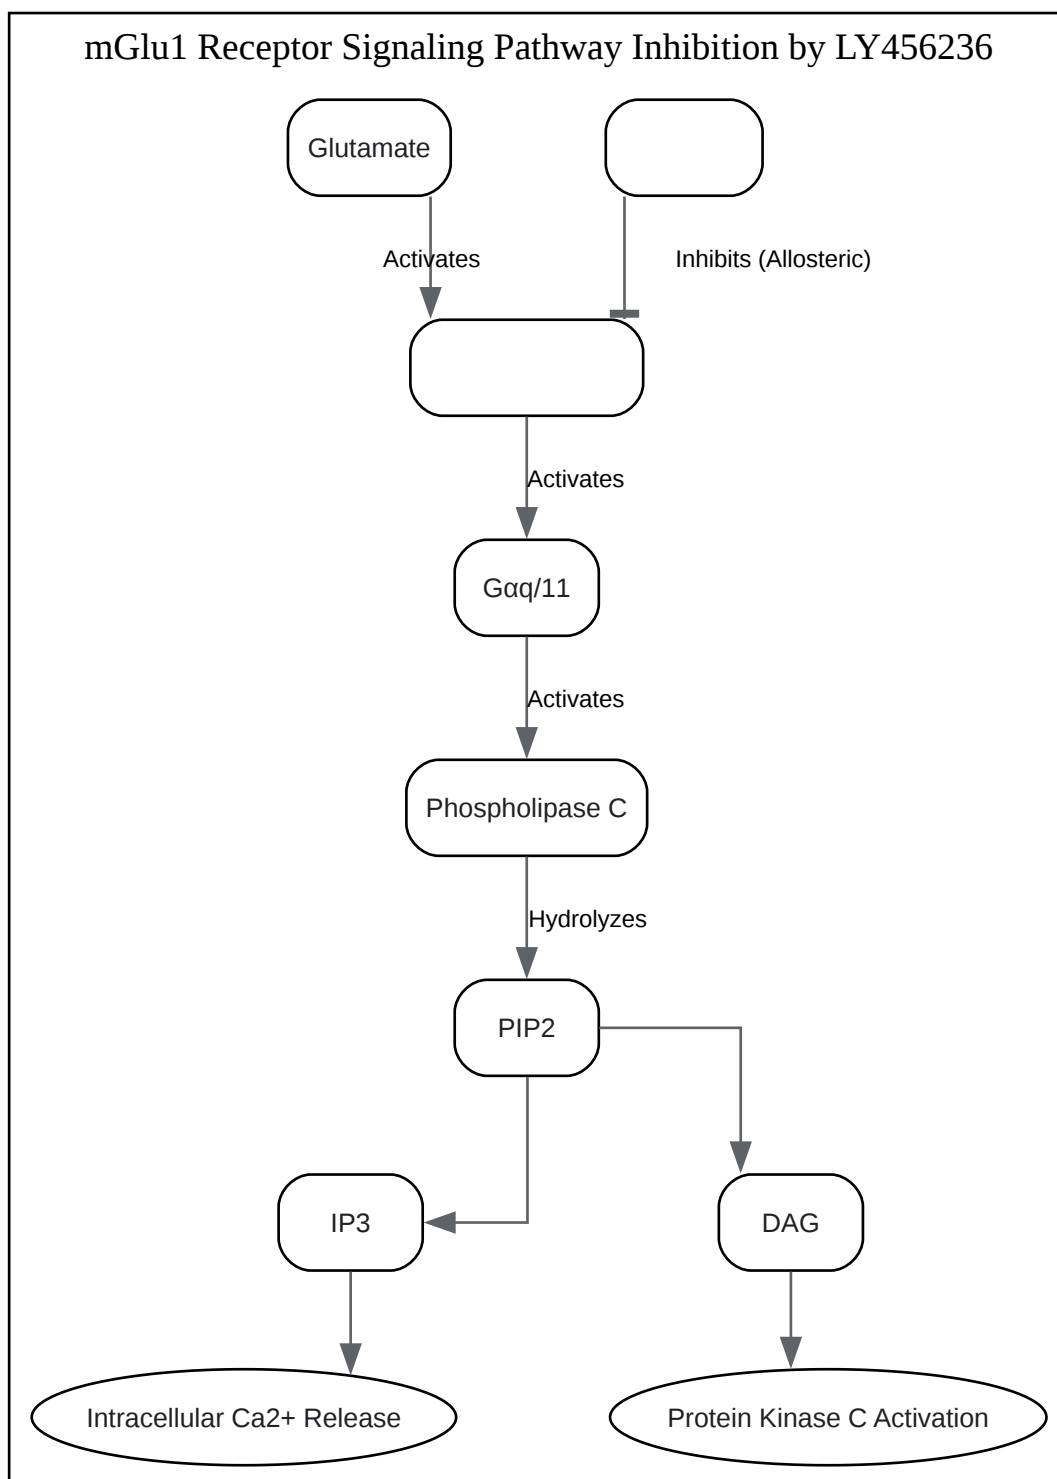 mGlu1 Receptor Signaling Pathway Inhibition by LY456236
Glutamate
Activates
Inhibits (Allosteric)
Activates
Gαq/11
Activates
Phospholipase C
Hydrolyzes
PIP2
IP3
DAG
Intracellular Ca2+ Release
Protein Kinase C Activation